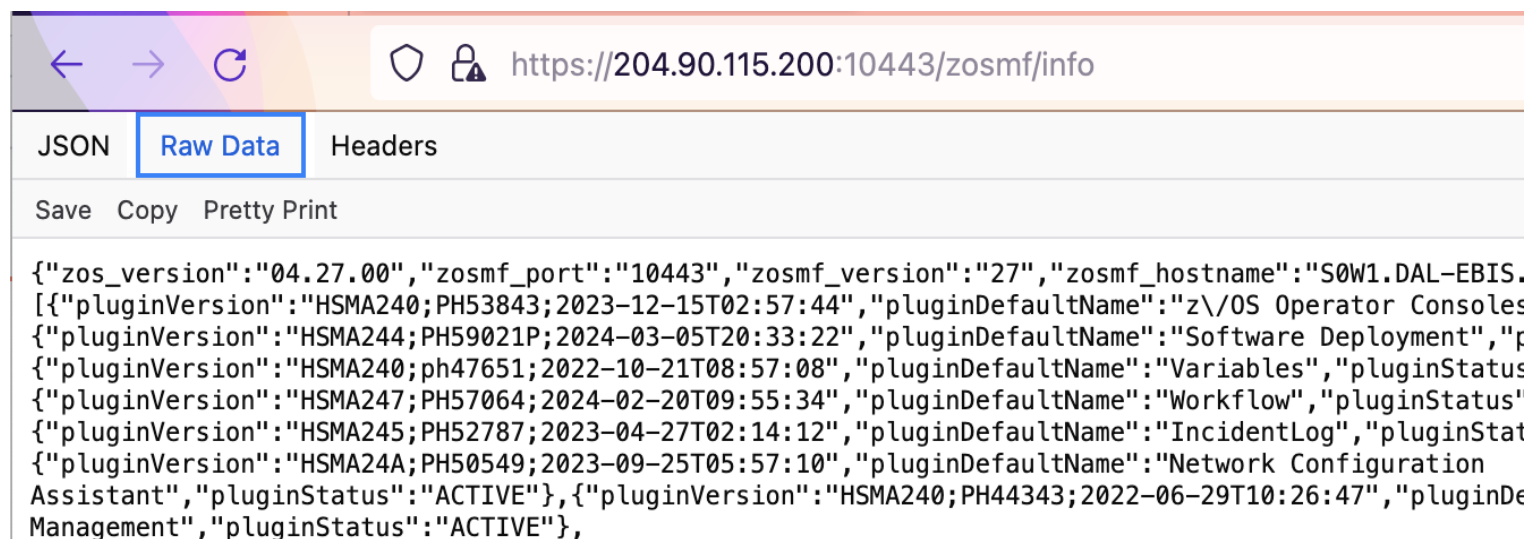 https://204.90.115.200:10443/zosmf/info
JSON Raw Data Headers
Save Copy Pretty Print
{"zos_version":"04.27.00","zosmf_port":"10443","zosmf_version":"27","zosmf_hostname":"S0W1.DAL-EBIS.
[{"pluginVersion":"HSMA240;PH53843;2023-12-15T02:57:44","pluginDefaultName":"z\/OS Operator Consoles
{"pluginVersion":"HSMA244;PH59021P;2024-03-05T20:33:22","pluginDefaultName":"Software Deployment","p
{"pluginVersion":"HSMA240;ph47651;2022-10-21T08:57:08","pluginDefaultName":"Variables","pluginStatus
{"pluginVersion":"HSMA247;PH57064;2024-02-20T09:55:34","pluginDefaultName":"Workflow","pluginStatus"
{"pluginVersion":"HSMA245;PH52787;2023-04-27T02:14:12","pluginDefaultName":"IncidentLog","pluginStat
{"pluginVersion":"HSMA24A;PH50549;2023-09-25T05:57:10","pluginDefaultName":"Network Configuration
Assistant","pluginStatus":"ACTIVE"},{"pluginVersion":"HSMA240;PH44343;2022-06-29T10:26:47","pluginDe
Management","pluginStatus":"ACTIVE"},